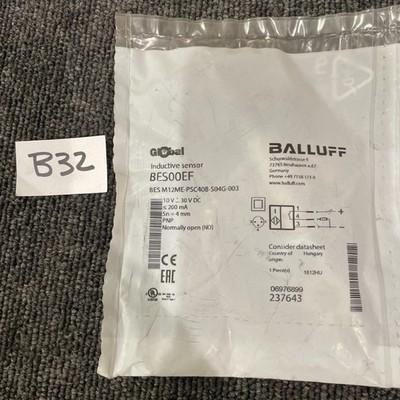 B32
Global
Inductive sensor
BES00EF
BES M12ME-PSC40B-S04G-003
10 V ... 30 V DC
≤ 200 mA
Sn = 4 mm
PNP
Normally open (NO)
CE
EAC
BALLUFF
Schurwaldstrasse 9
73765 Neuhausen a.d.F.
Germany
www.balluff.com
Consider datasheet
Country of origin: Hungary
1 Piece(s) 1812HU
06976899
237643